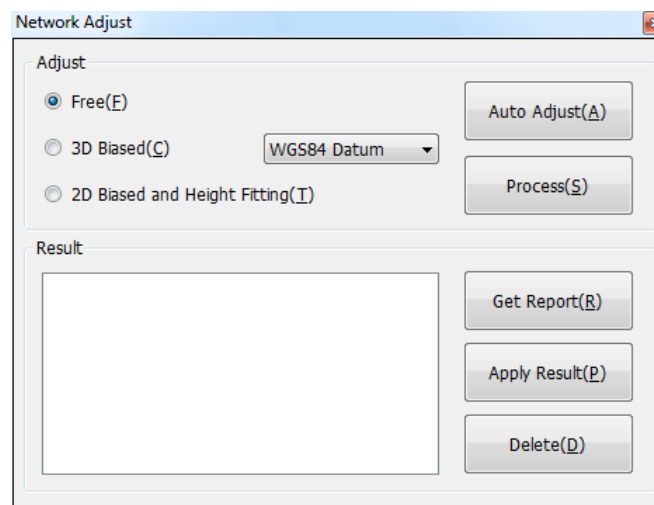 Network Adjust
Adjust
Free(F)
Auto Adjust(A)
3D Biased(C)
WGS84 Datum
Process(S)
2D Biased and Height Fitting(T)
Result
Get Report(R)
Apply Result(P)
Delete(D)